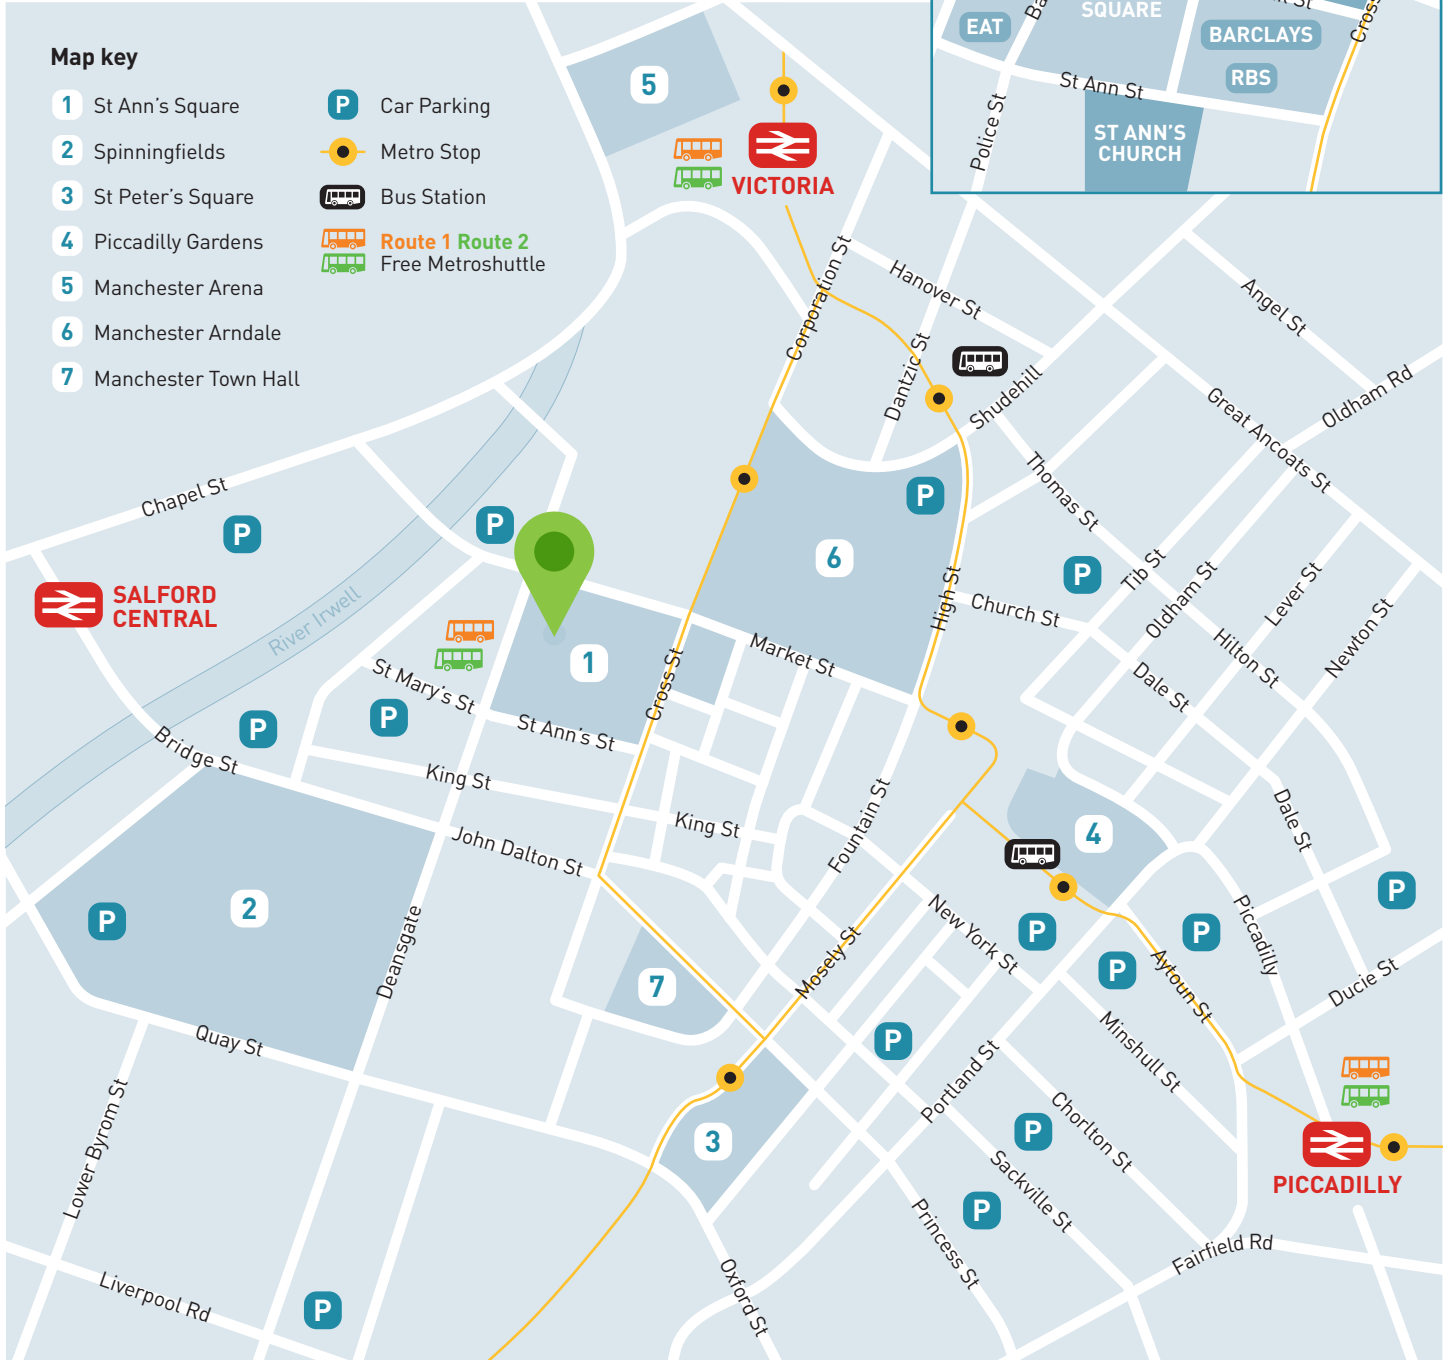 Map key
1 St Ann's Square
2 Spinningfields
3 St Peter's Square
4 Piccadilly Gardens
5 Manchester Arena
6 Manchester Arndale
7 Manchester Town Hall
P Car Parking
Metro Stop
Bus Station
Route 1 Route 2
Free Metroshuttle
SQUARE
EAT
BARCLAYS
RBS
St Ann St
Police St
ST ANN'S
CHURCH
5
VICTORIA
Corporation St
Hanover St
Dantzic St
Shudehill
Angel St
Oldham Rd
Great Ancoats St
Thomas St
Chapel St
P
P
P
P
SALFORD
CENTRAL
River Irwell
6
High St
Church St
Tib St
Oldham St
Lever St
Hilton St
Newton St
Dale St
1
Market St
Cross St
St Mary's St
St Ann's St
P
P
Bridge St
King St
King St
John Dalton St
Fountain St
4
Dale St
2
P
P
Deansgate
Mosely St
New York St
P
P
P
Piccadilly
Aytoun St
Ducie St
7
Quay St
P
Minshull St
Portland St
Lower Byrom St
3
P
Chorlton St
PICCADILLY
Sackville St
P
Princess St
Fairfield Rd
Oxford St
Liverpool Rd
P